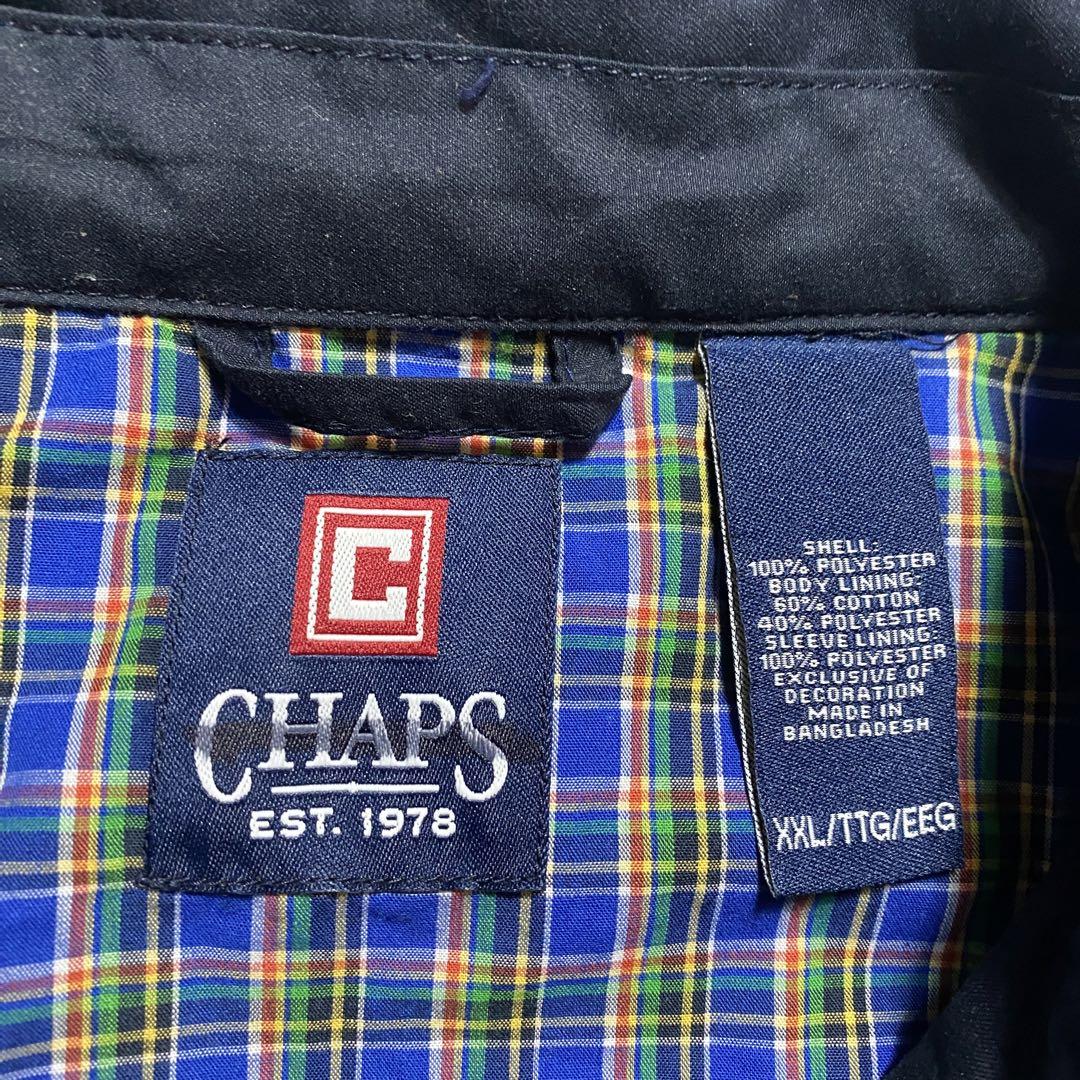 C
CHAPS
EST. 1978
SHELL:
100% POLYESTER
BODY LINING:
60% COTTON
40% POLYESTER
SLEEVE LINING:
100% POLYESTER
EXCLUSIVE OF
DECORATION
MADE IN
BANGLADESH
XXL/TTG/EEG